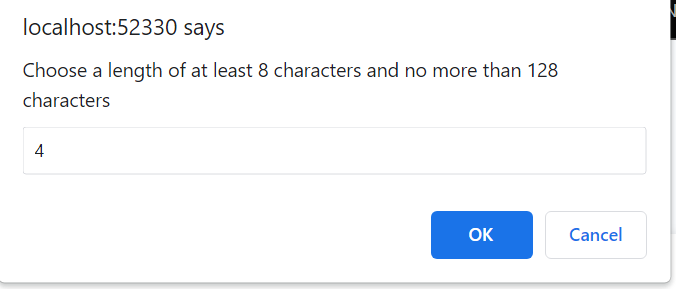 localhost:52330 says
Choose a length of at least 8 characters and no more than 128
characters
4
OK
Cancel